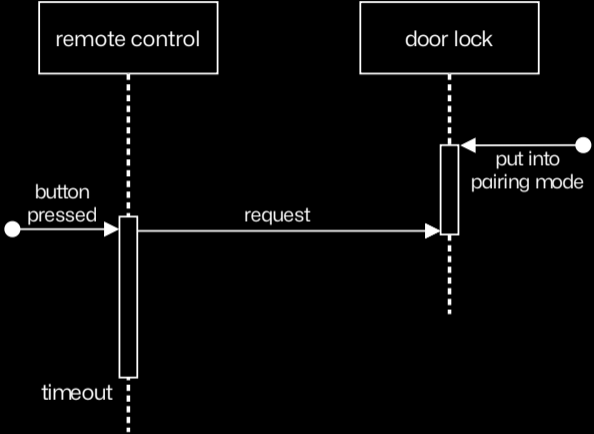 remote control
door lock
put into
pairing mode
button
pressed
request
timeout